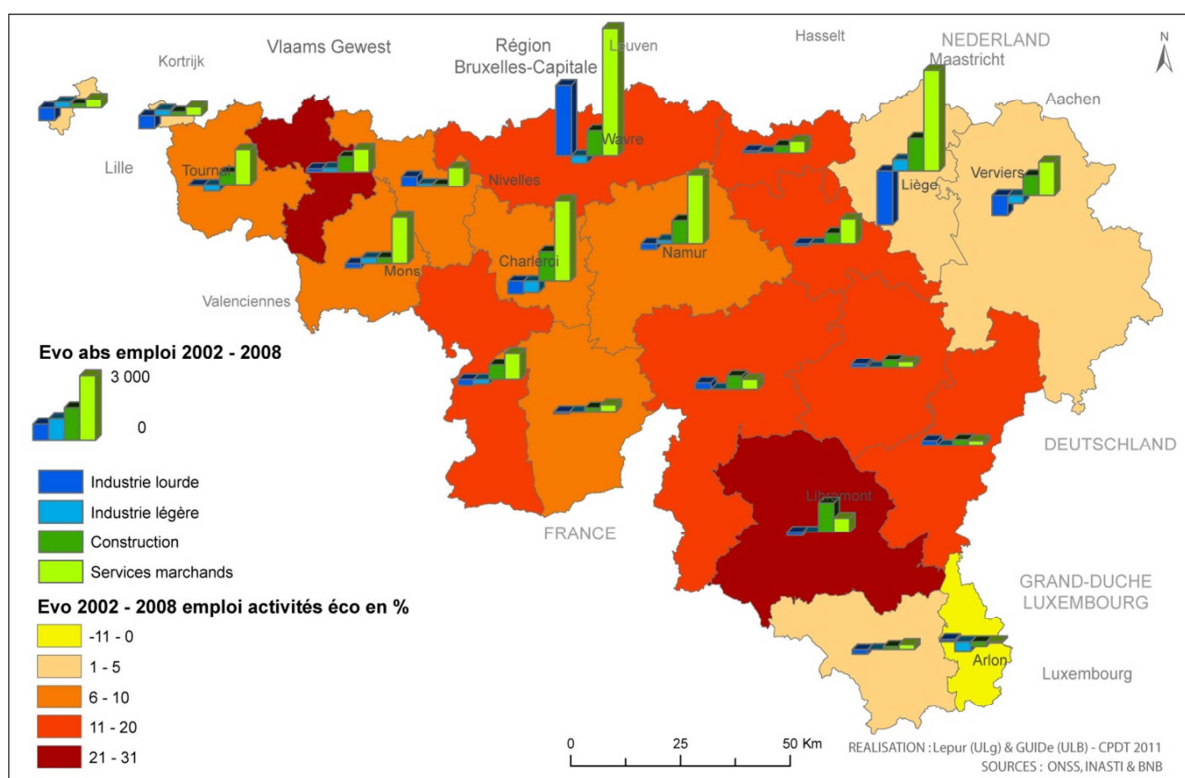 Kortrijk
Vlaams Gewest
Région
Bruxelles-Capitale
Leuven
Hasselt
NEDERLAND
Maastricht
Aachen
N
Lille
Tournai
Nivelles
Wavre
Liège
Verviers
Mons
Charleroi
Namur
Valenciennes
Evo abs emploi 2002 - 2008
3 000
0
Industrie lourde
Industrie légère
Construction
Services marchands
Evo 2002 - 2008 emploi activités éco en %
-11 - 0
1 - 5
6 - 10
11 - 20
21 - 31
DEUTSCHLAND
Libramont
FRANCE
GRAND-DUCHE
LUXEMBOURG
Arlon
Luxembourg
0 25 50 Km
REALISATION : Lepur (ULg) & GUIDe (ULB) - CPDT 2011
SOURCES : ONSS, INASTI & BNB